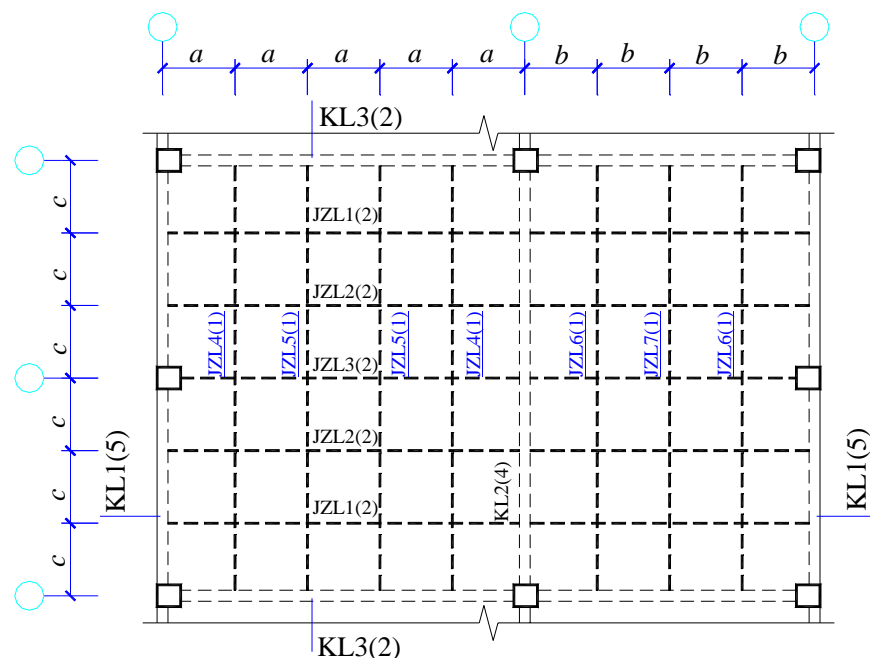 a a a a a b b b b
KL3(2)
c
JZL1(2)
c
JZL2(2)
c
JZL4(1) JZL5(1) JZL5(1) JZL4(1) JZL6(1) JZL7(1) JZL6(1)
JZL3(2)
c
JZL2(2)
KL1(5) KL2(4) KL1(5)
c
JZL1(2)
c
KL3(2)